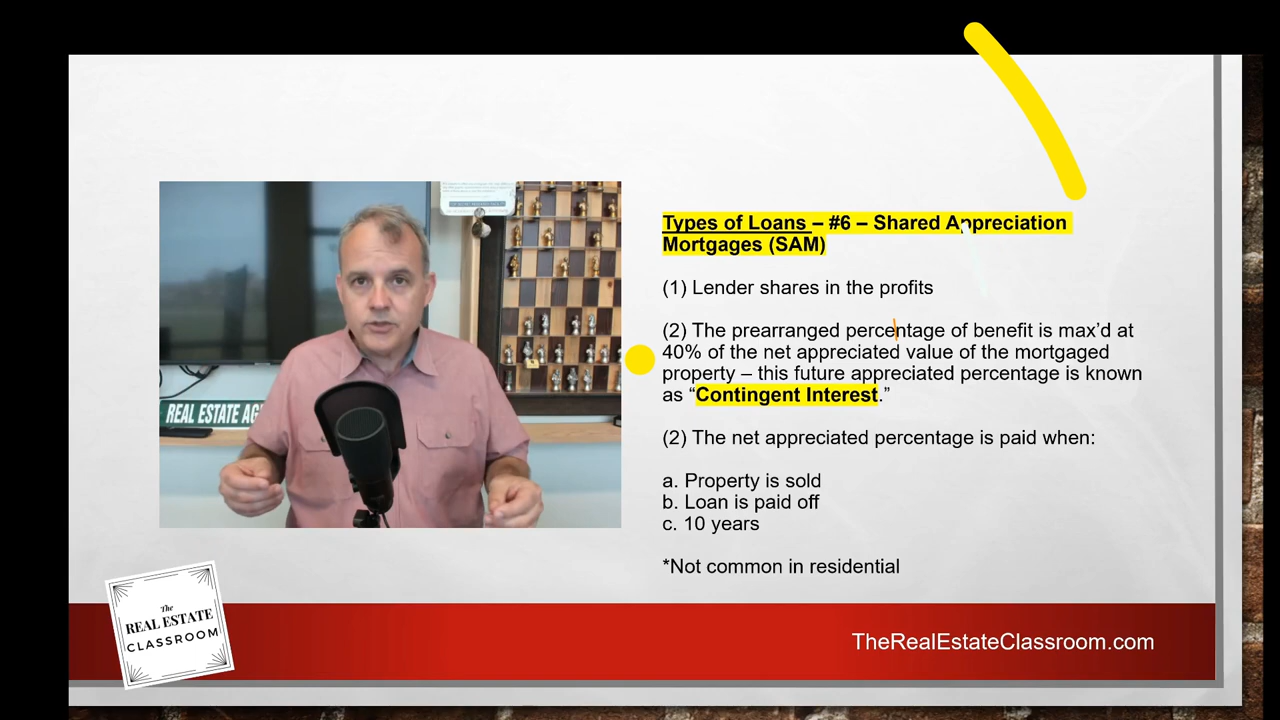 Types of Loans – #6 – Shared Appreciation
Mortgages (SAM)
(1) Lender shares in the profits
(2) The prearranged percentage of benefit is max’d at
40% of the net appreciated value of the mortgaged
property – this future appreciated percentage is known
as “Contingent Interest.”
(2) The net appreciated percentage is paid when:
a. Property is sold
b. Loan is paid off
c. 10 years
*Not common in residential
REAL ESTATE AG
The
REAL ESTATE
CLASSROOM
TheRealEstateClassroom.com